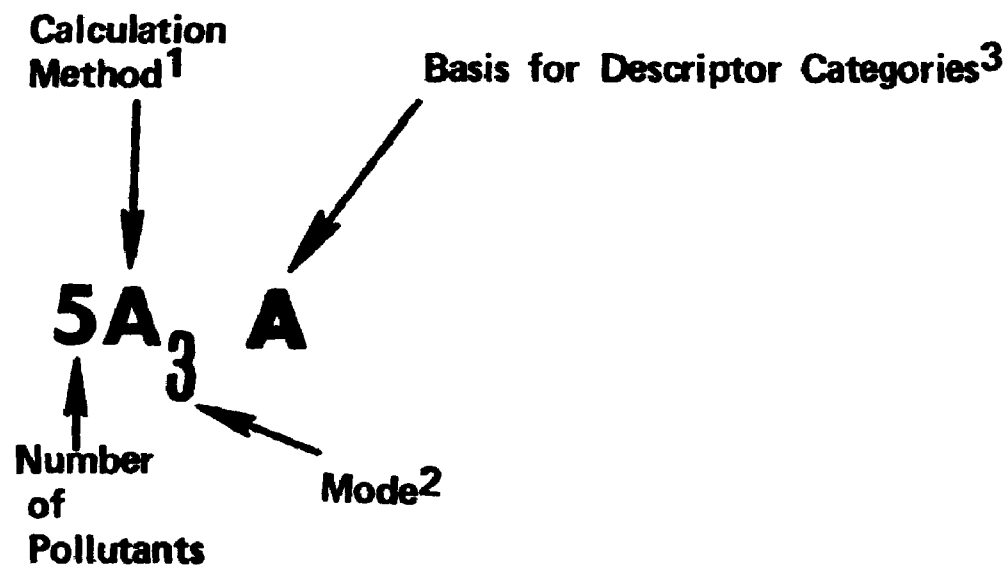 Calculation
Method1
Basis for Descriptor Categories3
5A3 A
Number
of
Pollutants
Mode2